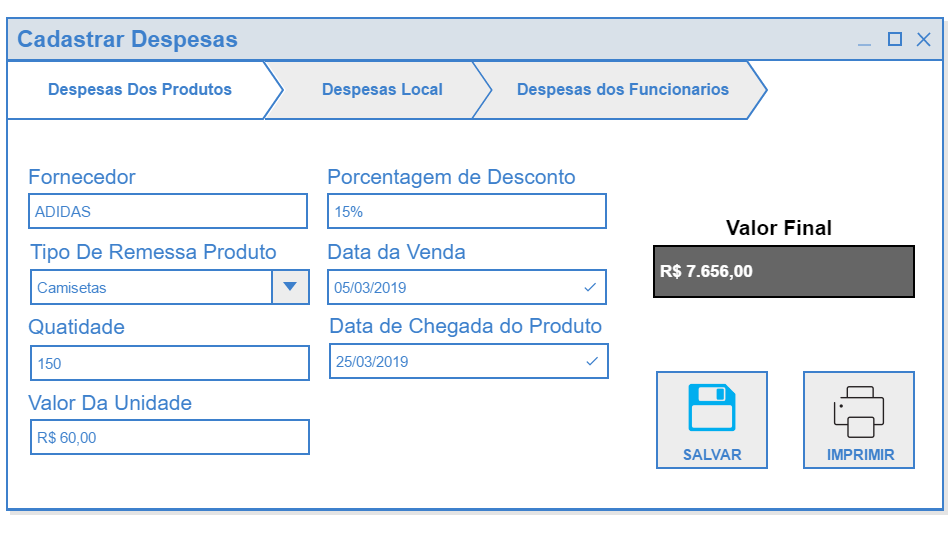 Cadastrar Despesas
Despesas Dos Produtos
Despesas Local
Despesas dos Funcionarios
Fornecedor
ADIDAS
Tipo De Remessa Produto
Camisetas
Quatidade
150
Valor Da Unidade
R$ 60,00
Porcentagem de Desconto
15%
Data da Venda
05/03/2019
Data de Chegada do Produto
25/03/2019
Valor Final
R$ 7.656,00
SALVAR
IMPRIMIR